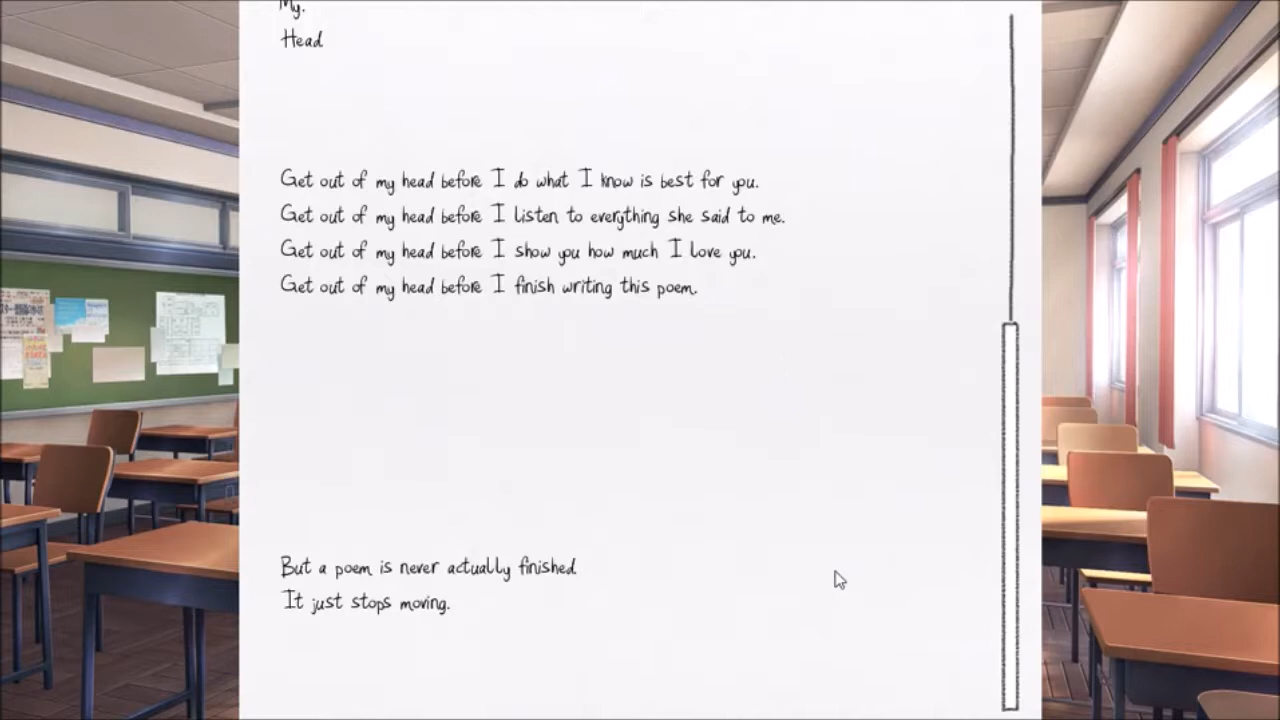 My.
Head
Get out of my head before I do what I know is best for you.
Get out of my head before I listen to everything she said to me.
Get out of my head before I show you how much I love you.
Get out of my head before I finish writing this poem.
But a poem is never actually finished.
It just stops moving.